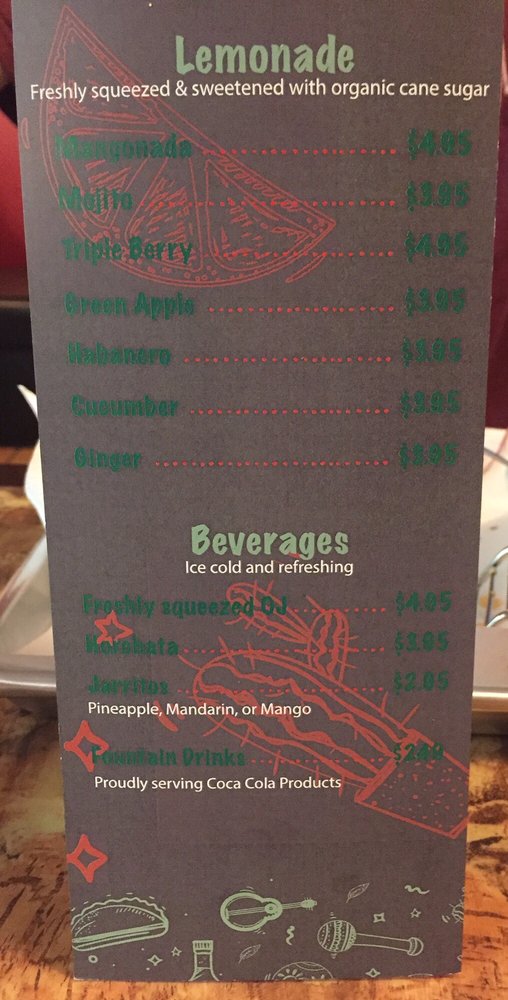 Lemonade
Freshly squeezed & sweetened with organic cane sugar
Mangonada $4.95
Mojito $3.95
Triple Berry $4.95
Green Apple $3.95
Habanero $3.95
Cucumber $3.95
Ginger $3.95
Beverages
Ice cold and refreshing
Freshly squeezed OJ $4.95
$3.95
Jarritos $2.95
Pineapple, Mandarin, or Mango
Fountain Drinks
Proudly serving Coca Cola Products